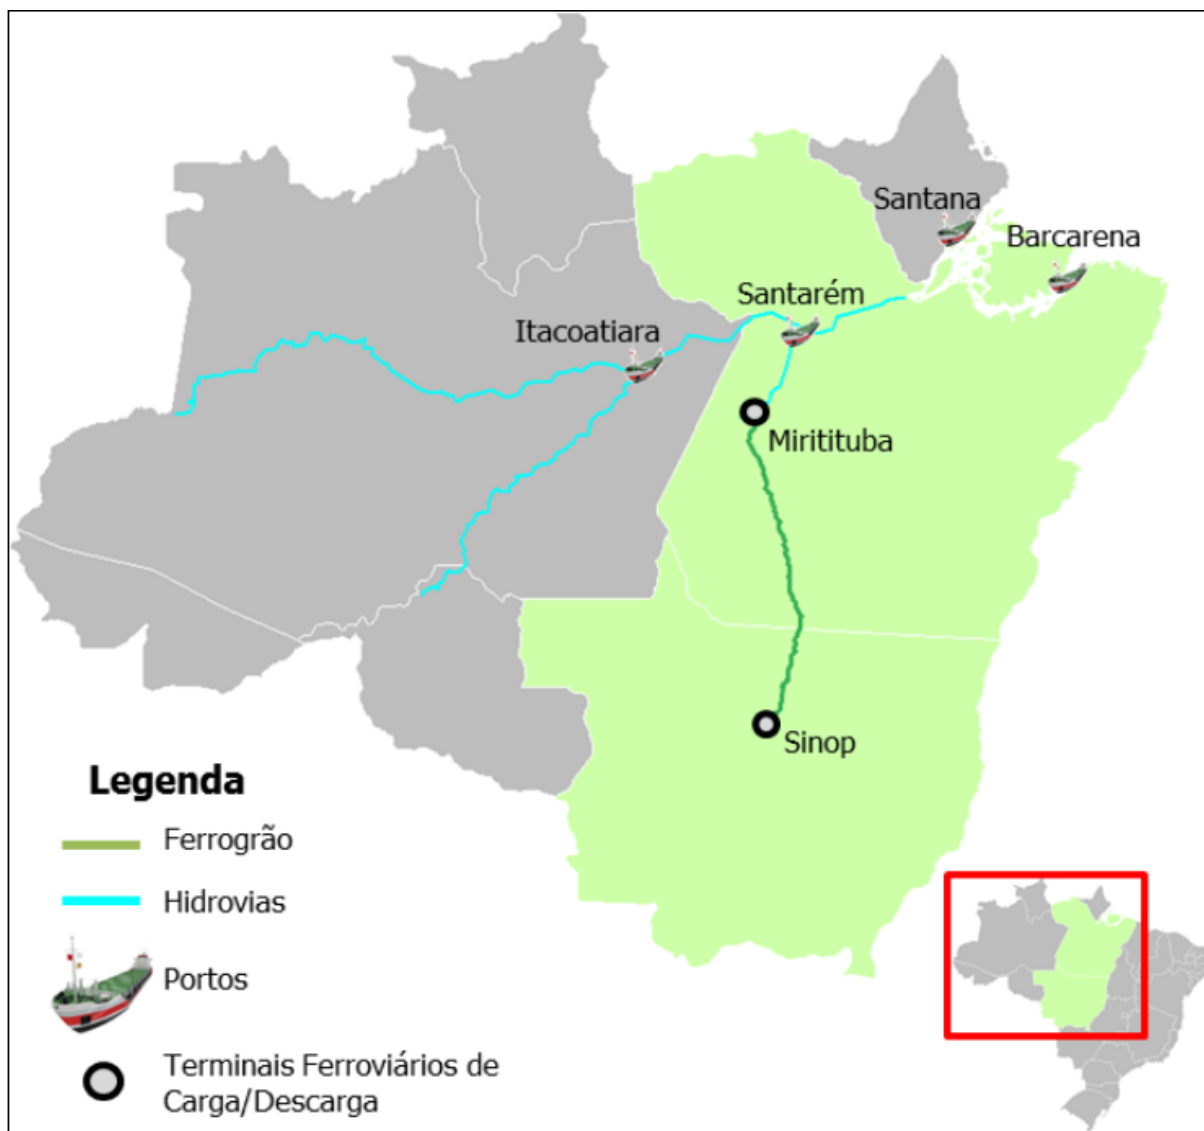 Santana
Barcarena
Santarém
Itacoatiara
Miritituba
Sinop
Legenda
Ferrogrão
Hidrovias
Portos
Terminais Ferroviários de
Carga/Descarga